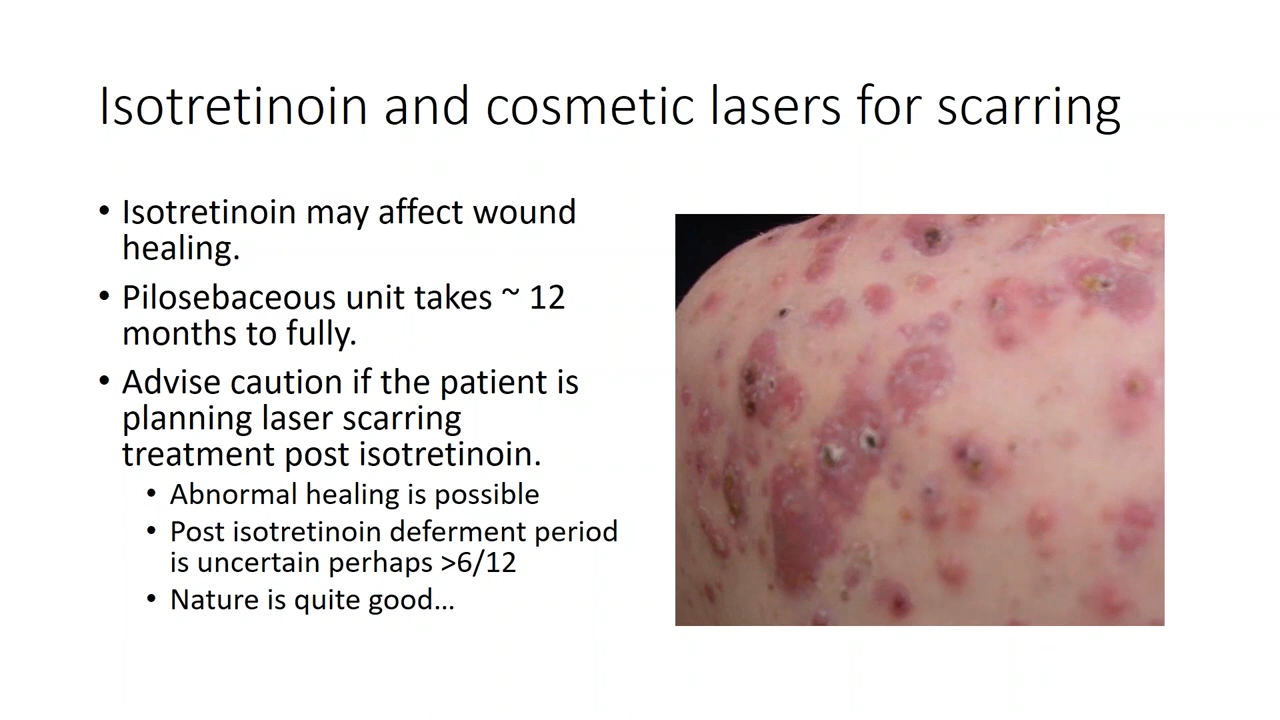 Isotretinoin and cosmetic lasers for scarring
• Isotretinoin may affect wound
healing.
• Pilosebaceous unit takes ~ 12
months to fully.
• Advise caution if the patient is
planning laser scarring
treatment post isotretinoin.
• Abnormal healing is possible
• Post isotretinoin deferment period
is uncertain perhaps >6/12
• Nature is quite good…